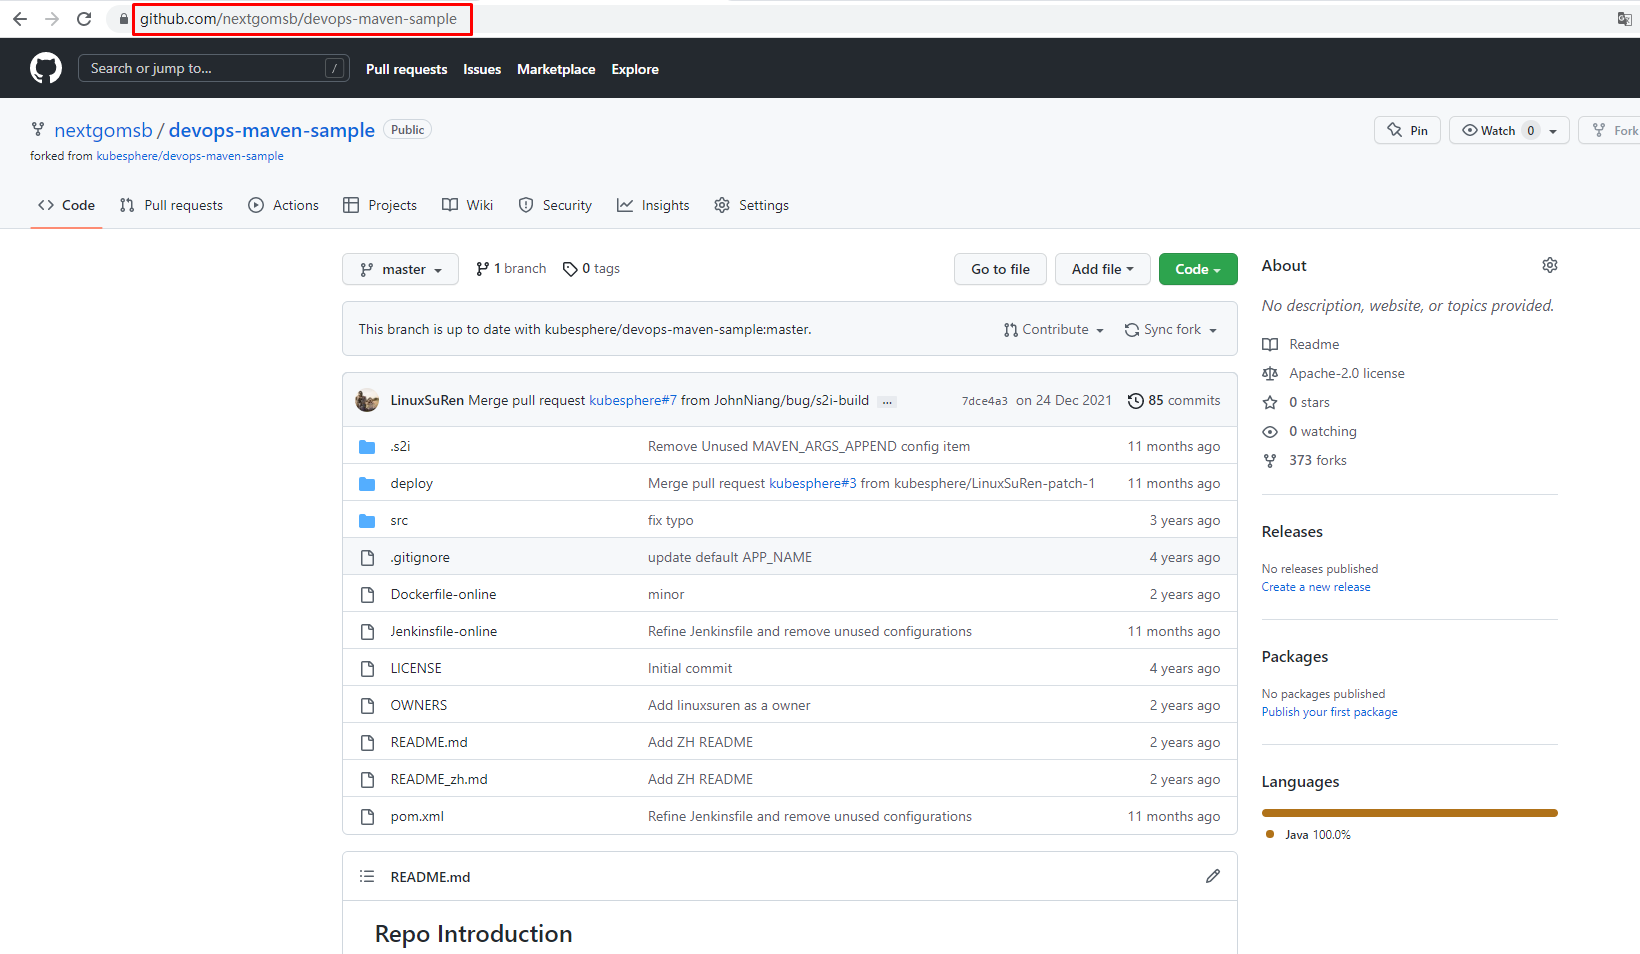 github.com/nextgomsb/devops-maven-sample
Search or jump to... / Pull requests Issues Marketplace Explore
nextgomsb / devops-maven-sample Public Pin Watch 0 Fork
forked from kubesphere/devops-maven-sample
Code Pull requests Actions Projects Wiki Security Insights Settings
master 1 branch 0 tags Go to file Add file Code
This branch is up to date with kubesphere/devops-maven-sample:master. Contribute Sync fork
LinuxSuRen Merge pull request kubesphere#7 from JohnNiang/bug/s2i-build ... 7dce4a3 on 24 Dec 2021 85 commits
.s2i Remove Unused MAVEN_ARGS_APPEND config item 11 months ago
deploy Merge pull request kubesphere#3 from kubesphere/LinuxSuRen-patch-1 11 months ago
src fix typo 3 years ago
.gitignore update default APP_NAME 4 years ago
Dockerfile-online minor 2 years ago
Jenkinsfile-online Refine Jenkinsfile and remove unused configurations 11 months ago
LICENSE Initial commit 4 years ago
OWNERS Add linuxsuren as a owner 2 years ago
README.md Add ZH README 2 years ago
README_zh.md Add ZH README 2 years ago
pom.xml Refine Jenkinsfile and remove unused configurations 11 months ago
README.md
Repo Introduction
About
No description, website, or topics provided.
Readme
Apache-2.0 license
0 stars
0 watching
373 forks
Releases
No releases published
Create a new release
Packages
No packages published
Publish your first package
Languages
Java 100.0%